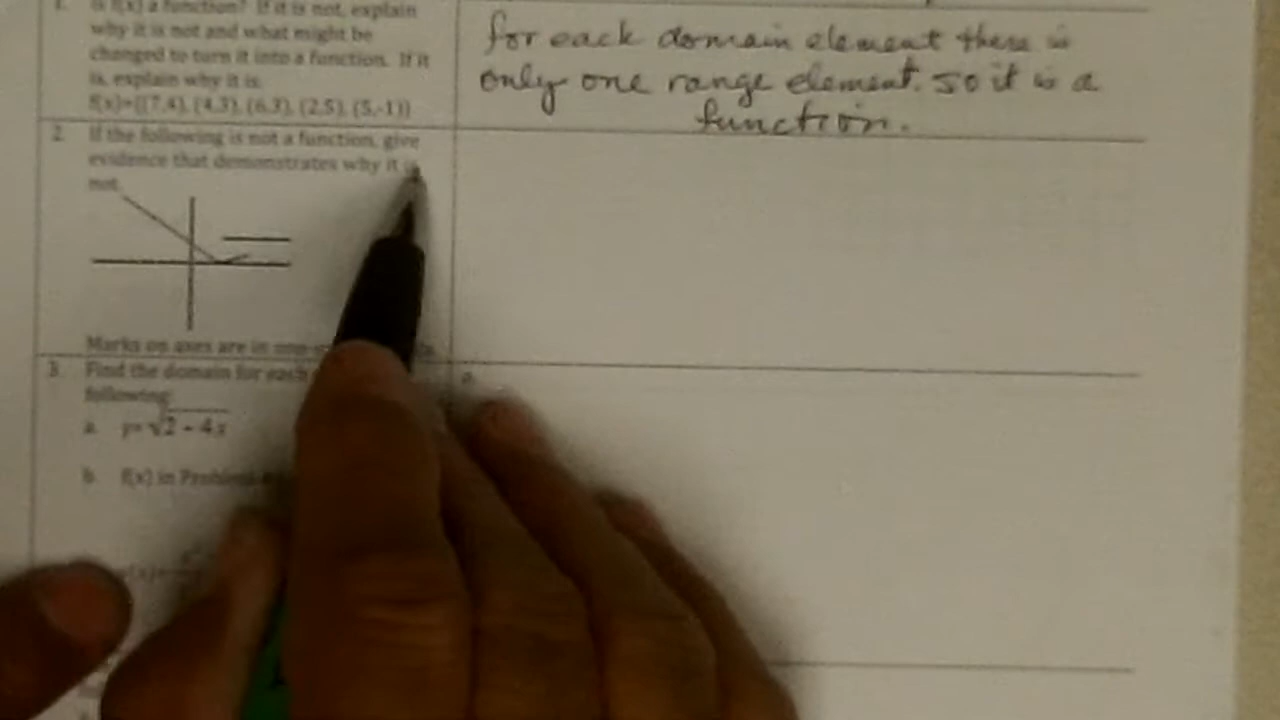 1. Is f(x) a function? If it is not, explain
why it is not and what might be
changed to turn it into a function. If it
is, explain why it is.
f(x)={(7,4), (4,3), (6,3), (2,5), (5,-1)}
for each domain element there is
only one range element. so it is a
function.
2. If the following is not a function, give
evidence that demonstrates why it is
not.
Marks on axes are in one
3. Find the domain for each
following:
a. y=√2 – 4x
b. f(x) in Problem
a.